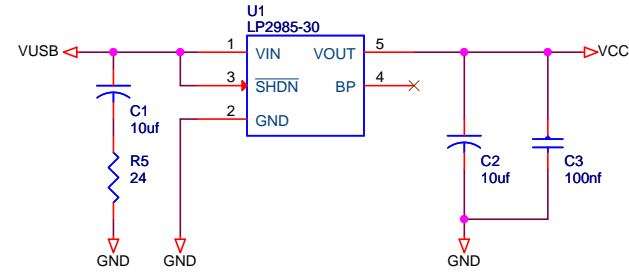 U1
LP2985-30
VUSB
1
VIN
VOUT
5
VCC
3
SHDN
BP
4
2
GND
C1
10uf
R5
24
C2
10uf
C3
100nf
GND
GND
GND